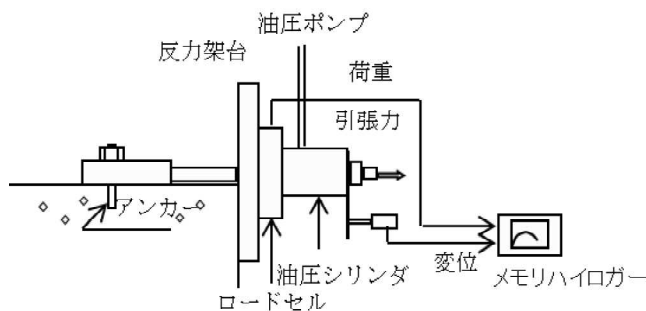 油圧ポンプ
反力架台
荷重
引張力
アンカー
変位
油圧シリンダ
メモリハイロガー
ロードセル